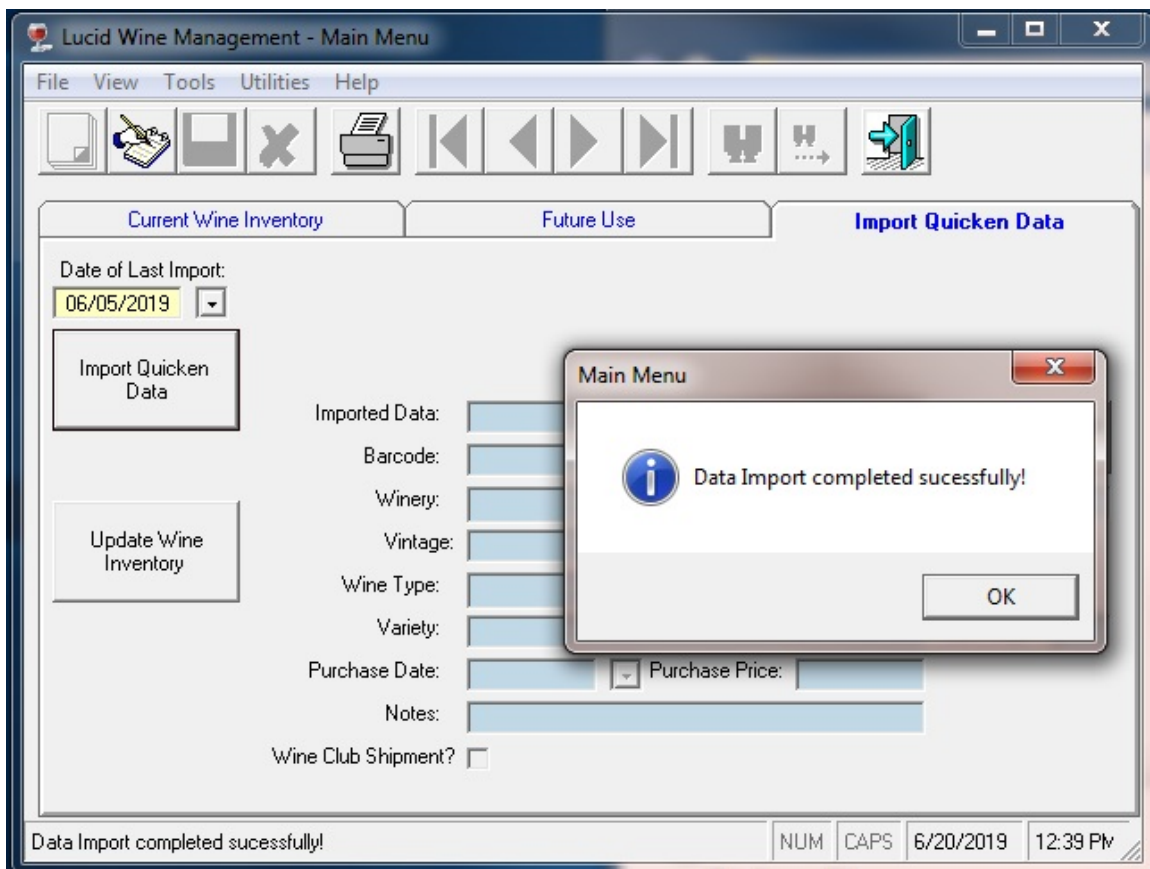 Lucid Wine Management - Main Menu
File View Tools Utilities Help
Current Wine Inventory Future Use Import Quicken Data
Date of Last Import:
06/05/2019
Import Quicken
Data
Main Menu
Data Import completed sucessfully!
OK
Imported Data:
Barcode:
Winery:
Update Wine
Inventory
Vintage:
Wine Type:
Variety:
Purchase Date: Purchase Price:
Notes:
Wine Club Shipment?
Data Import completed sucessfully! NUM CAPS 6/20/2019 12:39 PM